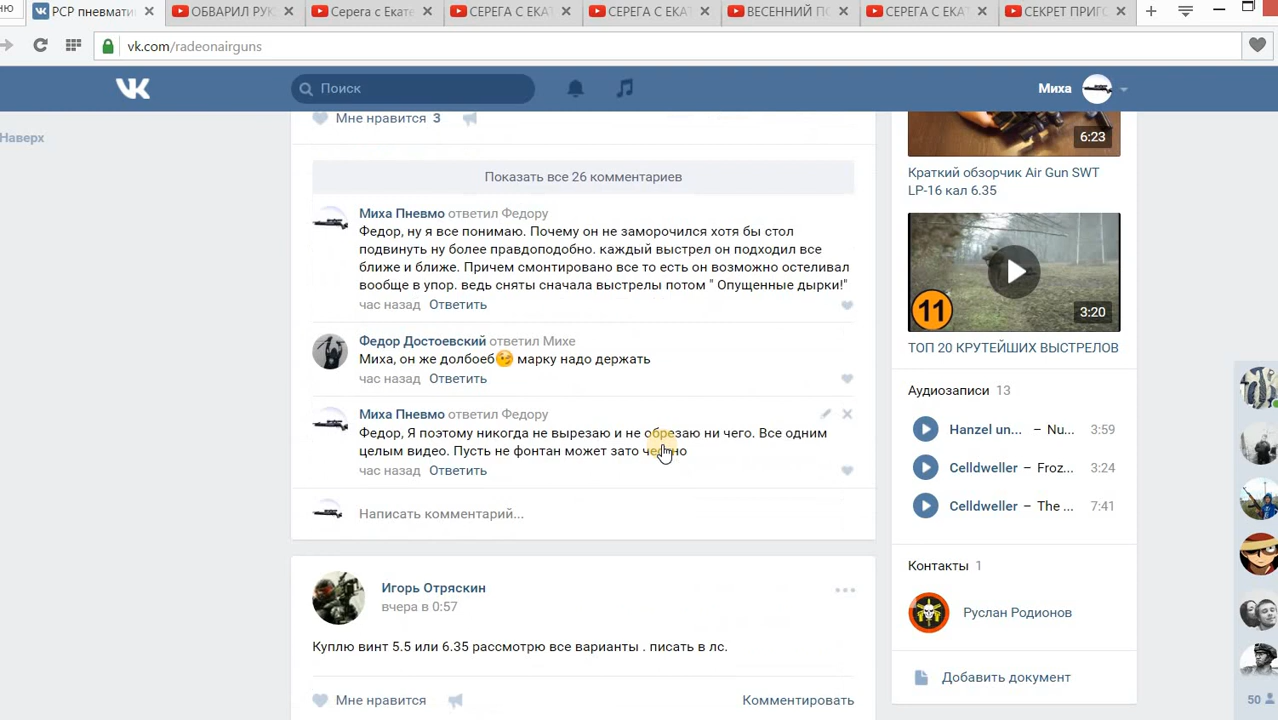 ню
РСР пневмати
ОБВАРИЛ РУК
Серега с Екате
СЕРЕГА С ЕКАТ
СЕРЕГА С ЕКАТ
ВЕСЕННИЙ ПО
СЕРЕГА С ЕКАТ
СЕКРЕТ ПРИГО
vk.com/radeonairguns
Поиск
Миха
Наверх
Мне нравится 3
Показать все 26 комментариев
Миха Пневмо ответил Федору
Федор, ну я все понимаю. Почему он не заморочился хотя бы стол
подвинуть ну более правдоподобно. каждый выстрел он подходил все
ближе и ближе. Причем смонтировано все то есть он возможно остеливал
вообще в упор. ведь сняты сначала выстрелы потом " Опущенные дырки!"
час назад Ответить
Федор Достоевский ответил Михе
Миха, он же долбоеб марку надо держать
час назад Ответить
Миха Пневмо ответил Федору
Федор, Я поэтому никогда не вырезаю и не обрезаю ни чего. Все одним
целым видео. Пусть не фонтан может зато честно
час назад Ответить
Написать комментарий...
Игорь Отряскин
вчера в 0:57
Куплю винт 5.5 или 6.35 рассмотрю все варианты . писать в лс.
Мне нравится
Комментировать
6:23
Краткий обзорчик Air Gun SWT
LP-16 кал 6.35
11
3:20
ТОП 20 КРУТЕЙШИХ ВЫСТРЕЛОВ
Аудиозаписи 13
Hanzel un... – Nu... 3:59
Celldweller – Froz... 3:24
Celldweller – The ... 7:41
Контакты 1
Руслан Родионов
Добавить документ
50